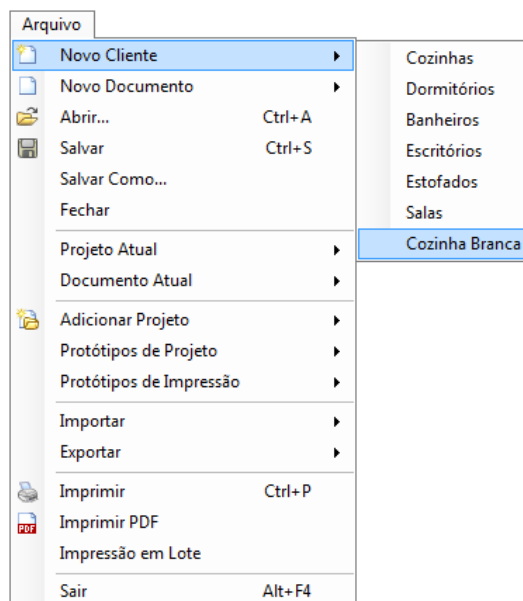 Arquivo
Novo Cliente
Novo Documento
Abrir... Ctrl+A
Salvar Ctrl+S
Salvar Como...
Fechar
Projeto Atual
Documento Atual
Adicionar Projeto
Protótipos de Projeto
Protótipos de Impressão
Importar
Exportar
Imprimir Ctrl+P
PDF Imprimir PDF
Impressão em Lote
Sair Alt+F4
Cozinhas
Dormitórios
Banheiros
Escritórios
Estofados
Salas
Cozinha Branca